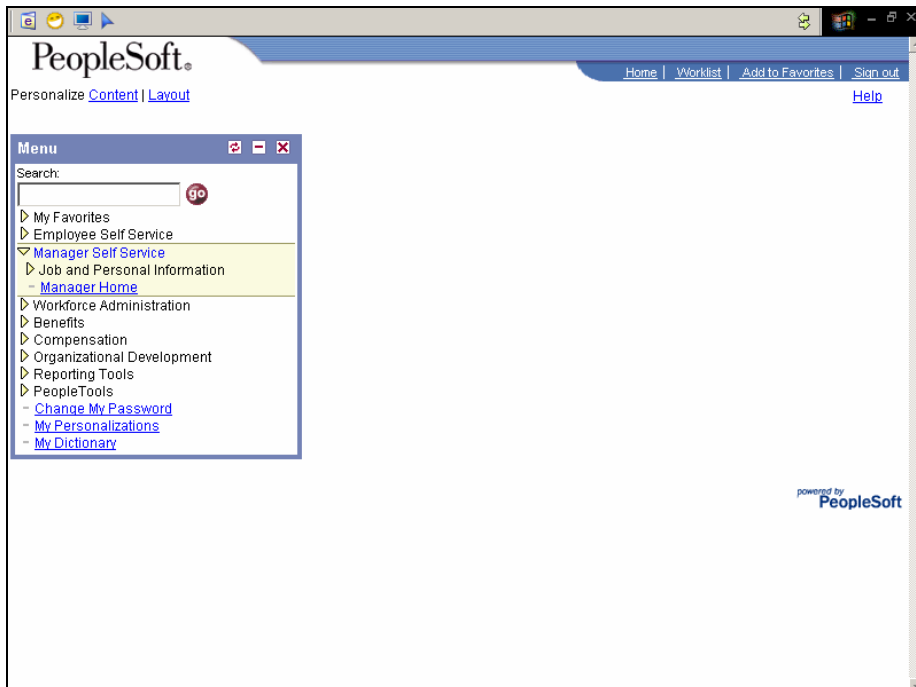 PeopleSoft®
Home | Worklist | Add to Favorites | Sign out
Personalize Content | Layout
Help
Menu
Search:
go
My Favorites
Employee Self Service
Manager Self Service
Job and Personal Information
- Manager Home
Workforce Administration
Benefits
Compensation
Organizational Development
Reporting Tools
PeopleTools
- Change My Password
- My Personalizations
- My Dictionary
powered by
PeopleSoft